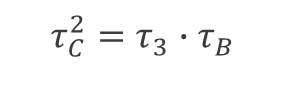 τ_C^2 = τ_3 · τ_B